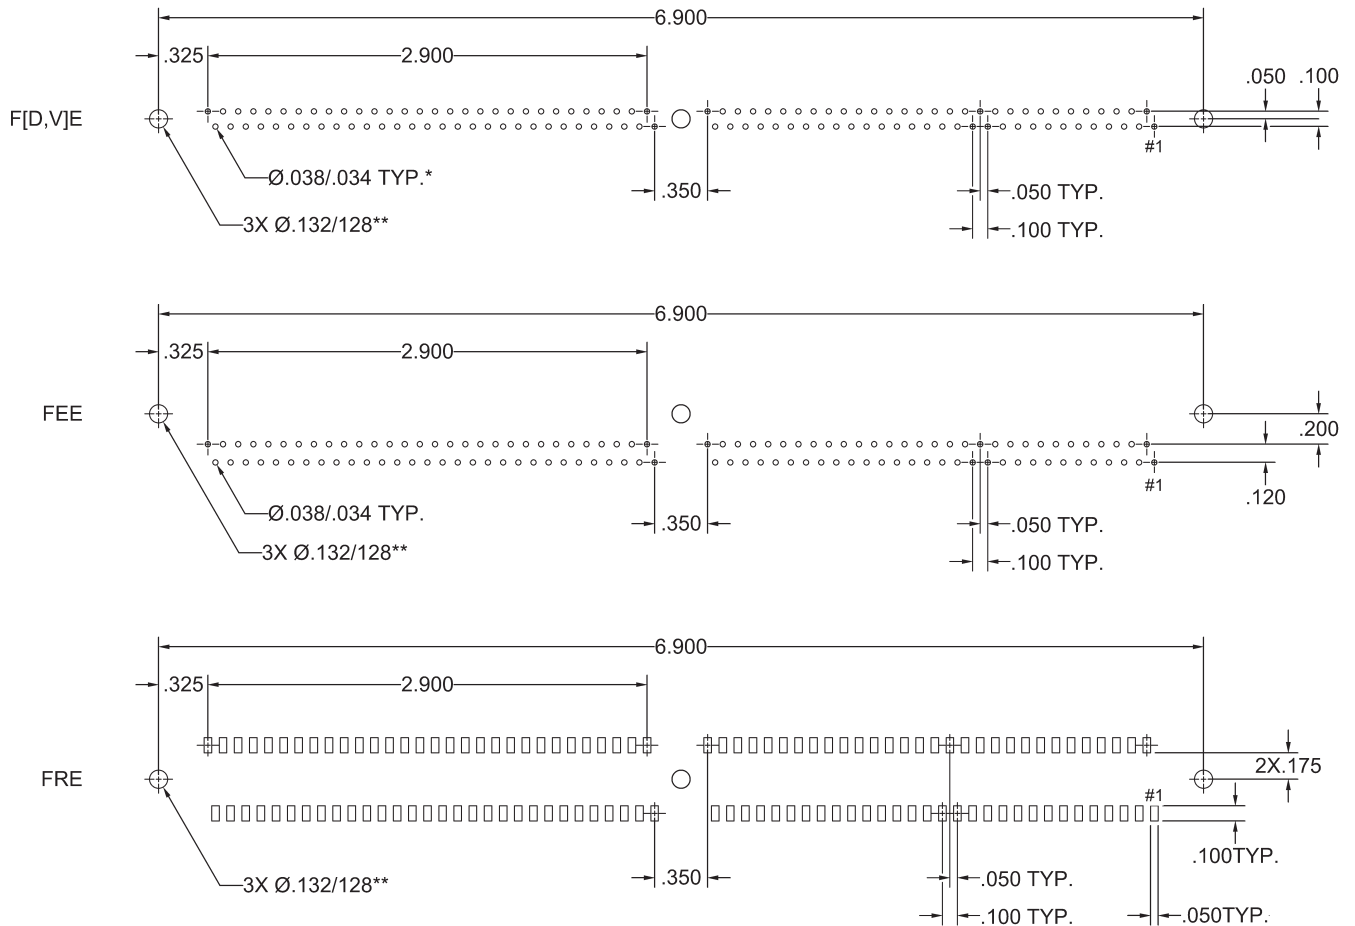 6.900
.325
2.900
.050
.100
F[D,V]E
#1
Ø.038/.034 TYP.*
.350
.050 TYP.
3X Ø.132/128**
.100 TYP.
6.900
.325
2.900
FEE
.200
#1
.120
Ø.038/.034 TYP.
.350
.050 TYP.
3X Ø.132/128**
.100 TYP.
6.900
.325
2.900
2X.175
FRE
#1
.100TYP.
3X Ø.132/128**
.350
.050 TYP.
.100 TYP.
.050TYP.